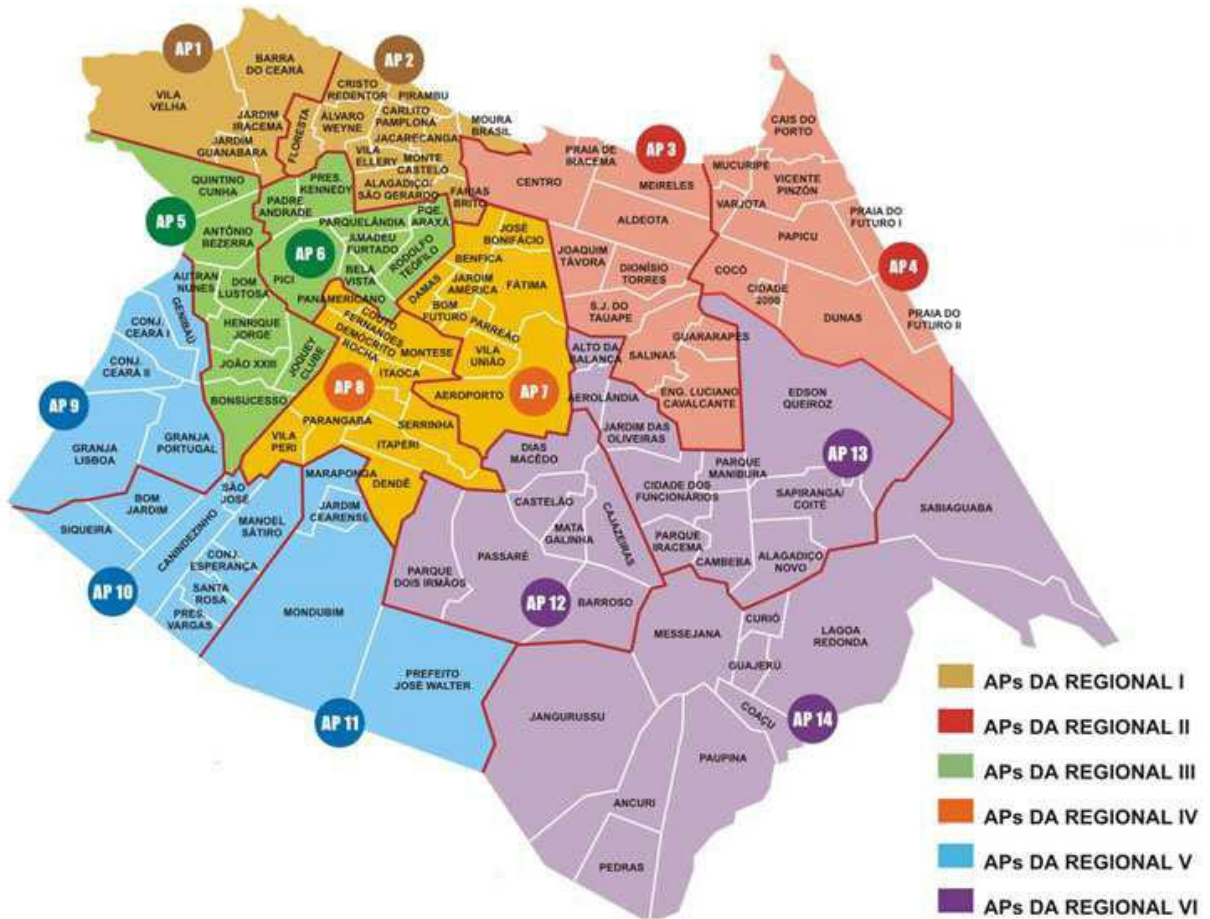 AP 1
BARRA
DO CEARÁ
VILA
VELHA
JARDIM
IRACEMA
JARDIM
GUANABARA
FLORESTA
AP 2
CRISTO
REDENTOR
PIRAMBU
ÁLVARO
WEYNE
CARLITO
PAMPLONA
JACARECANGA
MOURA
BRASIL
VILA
ELLERY
MONTE
CASTELO
ALAGADIÇO/
SÃO GERARDO
FARIAS
BRITO
AP 3
PRAIA DE
IRACEMA
CENTRO
MEIRELES
ALDEOTA
JOAQUIM
TÁVORA
DIONÍSIO
TORRES
S.J. DO
TAUAPE
GUARARAPES
SALINAS
ENG. LUCIANO
CAVALCANTE
CAIS DO
PORTO
MUCURIPE
VICENTE
PINZÓN
VARJOTA
PRAIA DO
FUTURO I
PAPICU
AP 4
COCÓ
CIDADE
2000
DUNAS
PRAIA DO
FUTURO II
QUINTINO
CUNHA
AP 5
ANTÔNIO
BEZERRA
AUTRAN
NUNES
DOM
LUSTOSA
HENRIQUE
JORGE
JOÃO XXIII
JOQUEY
CLUBE
BONSUCESSO
PRES.
KENNEDY
PADRE
ANDRADE
PARQUELÂNDIA
PQE.
ARAXÁ
AP 6
AMADEU
FURTADO
RODOLFO
TEÓFILO
BELA
VISTA
PICI
PANAMERICANO
JOSÉ
BONIFÁCIO
BENFICA
DAMAS
JARDIM
AMÉRICA
FÁTIMA
BOM
FUTURO
PARREÃO
VILA
UNIÃO
AEROPORTO
AP 7
COUTO
FERNANDES
DEMÓCRITO
ROCHA
MONTESE
ITAOCA
AP 8
PARANGABA
SERRINHA
VILA
PERI
ITAPERI
DENDÊ
GENIBAÚ
CONJ.
CEARÁ I
CONJ.
CEARÁ II
AP 9
GRANJA
LISBOA
GRANJA
PORTUGAL
BOM
JARDIM
SIQUEIRA
SÃO
JOSÉ
CANINDEZINHO
MANOEL
SÁTIRO
CONJ.
ESPERANÇA
SANTA
ROSA
PRES.
VARGAS
AP 10
MARAPONGA
JARDIM
CEARENSE
MONDUBIM
PREFEITO
JOSÉ WALTER
AP 11
DIAS
MACÊDO
CASTELÃO
MATA
GALINHA
CAJAZEIRAS
PASSARÉ
PARQUE
DOIS IRMÃOS
AP 12
BARROSO
ALTO DA
BALANÇA
AEROLÂNDIA
JARDIM DAS
OLIVEIRAS
EDSON
QUEIROZ
AP 13
PARQUE
MANIBURA
CIDADE DOS
FUNCIONÁRIOS
SAPIRANGA/
COITÉ
PARQUE
IRACEMA
CAMBEBA
ALAGADIÇO
NOVO
SABIAGUABA
MESSEJANA
CURIÓ
LAGOA
REDONDA
GUAJERÚ
COAÇU
AP 14
JANGURUSSU
PAUPINA
ANCURI
PEDRAS
APs DA REGIONAL I
APs DA REGIONAL II
APs DA REGIONAL III
APs DA REGIONAL IV
APs DA REGIONAL V
APs DA REGIONAL VI